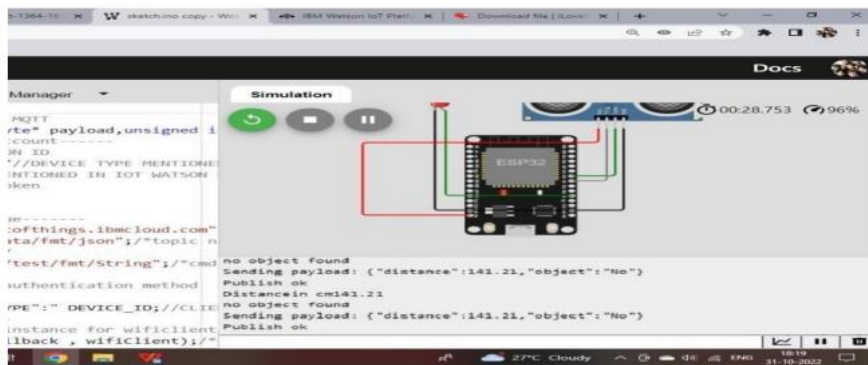 sketch.ino copy - Wo
IBM Watson IoT Platf
Download file | iLove
Docs
Manager
Simulation
00:28.753
96%
MQTT
yte* payload,unsigned i
ccount------
ON ID
"//DEVICE TYPE MENTIONE
ENTIONED IN IOT WATSON
oken
ofthings.ibmcloud.com"
ata/fmt/json";/*topic n
/test/fmt/String";/*cmd
authentication method
YPE":" DEVICE_ID;//CLIE
instance for wificlient
llback , wifiClient);/*
ESP32
no object found
Sending payload: {"distance":141.21,"object":"No"}
Publish ok
Distancein cm141.21
no object found
Sending payload: {"distance":141.21,"object":"No"}
Publish ok
27°C Cloudy
ENG
18:19
31-10-2022